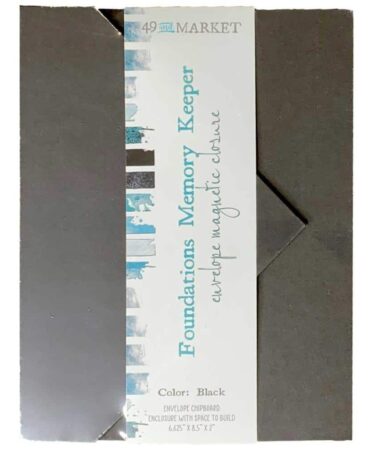 49 and MARKET
Foundations Memory Keeper
envelope magnetic closure
Color: Black
ENVELOPE CHIPBOARD
ENCLOSURE WITH SPACE TO BUILD
6.625" X 8.5" X 2"